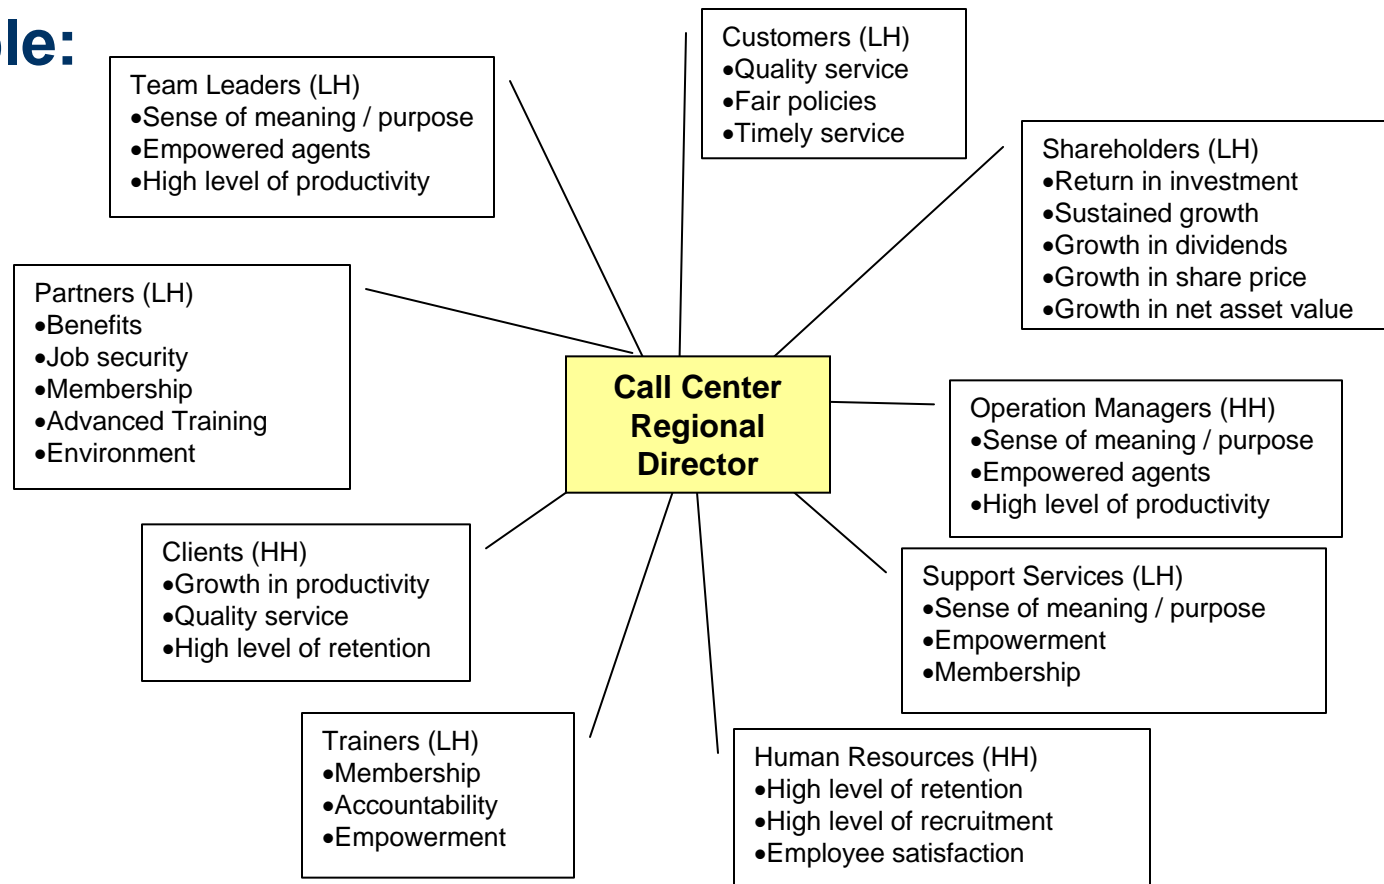 ple:
Team Leaders (LH)
•Sense of meaning / purpose
•Empowered agents
•High level of productivity
Customers (LH)
•Quality service
•Fair policies
•Timely service
Shareholders (LH)
•Return in investment
•Sustained growth
•Growth in dividends
•Growth in share price
•Growth in net asset value
Partners (LH)
•Benefits
•Job security
•Membership
•Advanced Training
•Environment
Call Center
Regional
Director
Operation Managers (HH)
•Sense of meaning / purpose
•Empowered agents
•High level of productivity
Clients (HH)
•Growth in productivity
•Quality service
•High level of retention
Support Services (LH)
•Sense of meaning / purpose
•Empowerment
•Membership
Trainers (LH)
•Membership
•Accountability
•Empowerment
Human Resources (HH)
•High level of retention
•High level of recruitment
•Employee satisfaction